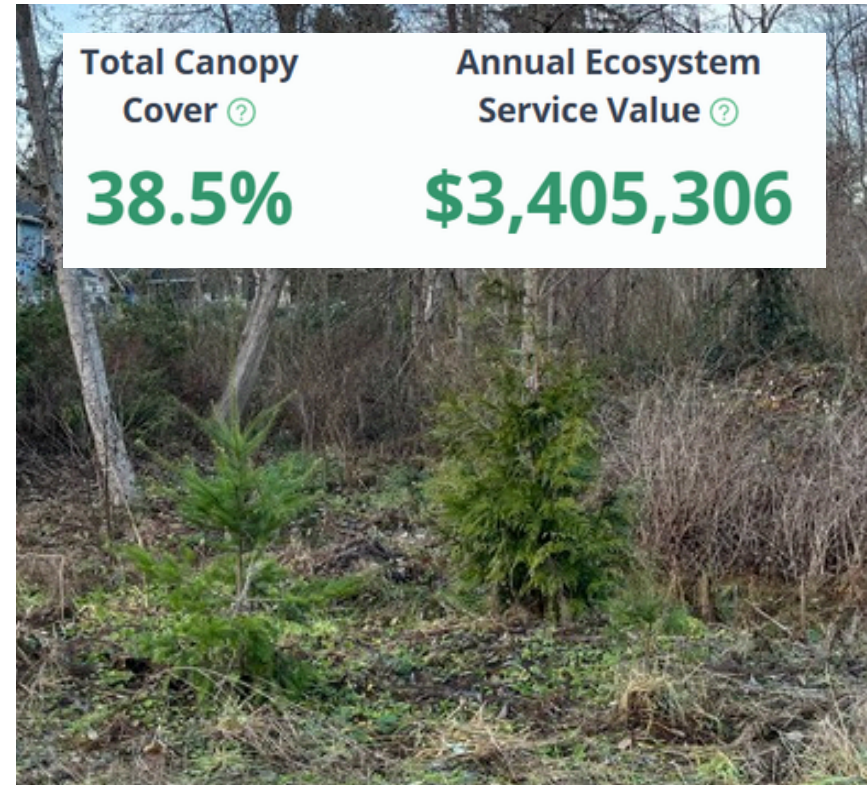 Total Canopy
Cover ?
Annual Ecosystem
Service Value ?
38.5%
$3,405,306